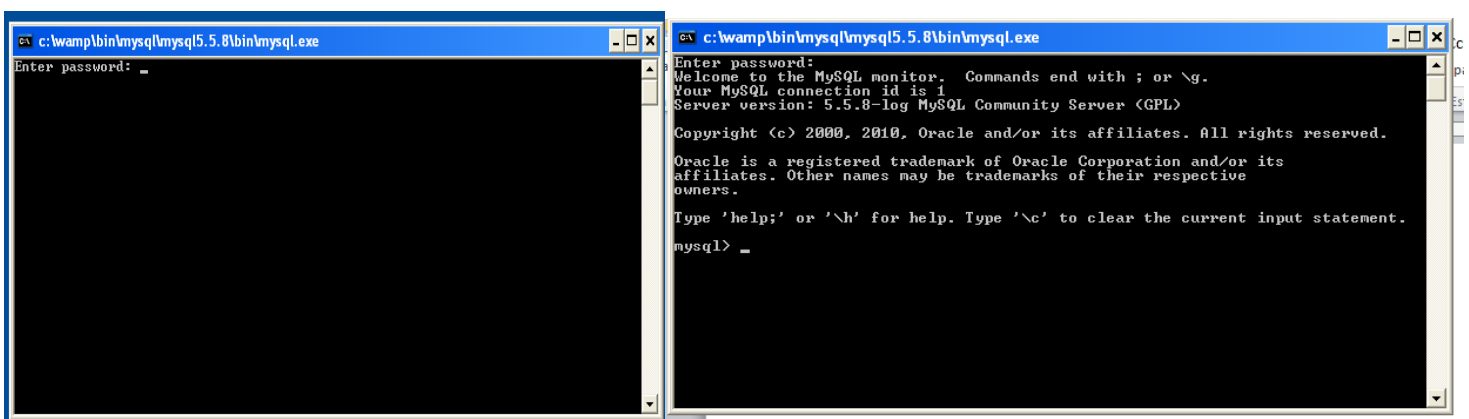 c:\wamp\bin\mysql\mysql5.5.8\bin\mysql.exe
Enter password: _
c:\wamp\bin\mysql\mysql5.5.8\bin\mysql.exe
Enter password:
Welcome to the MySQL monitor.  Commands end with ; or \g.
Your MySQL connection id is 1
Server version: 5.5.8-log MySQL Community Server (GPL)
Copyright (c) 2000, 2010, Oracle and/or its affiliates. All rights reserved.
Oracle is a registered trademark of Oracle Corporation and/or its
affiliates. Other names may be trademarks of their respective
owners.
Type 'help;' or '\h' for help. Type '\c' to clear the current input statement.
mysql> _